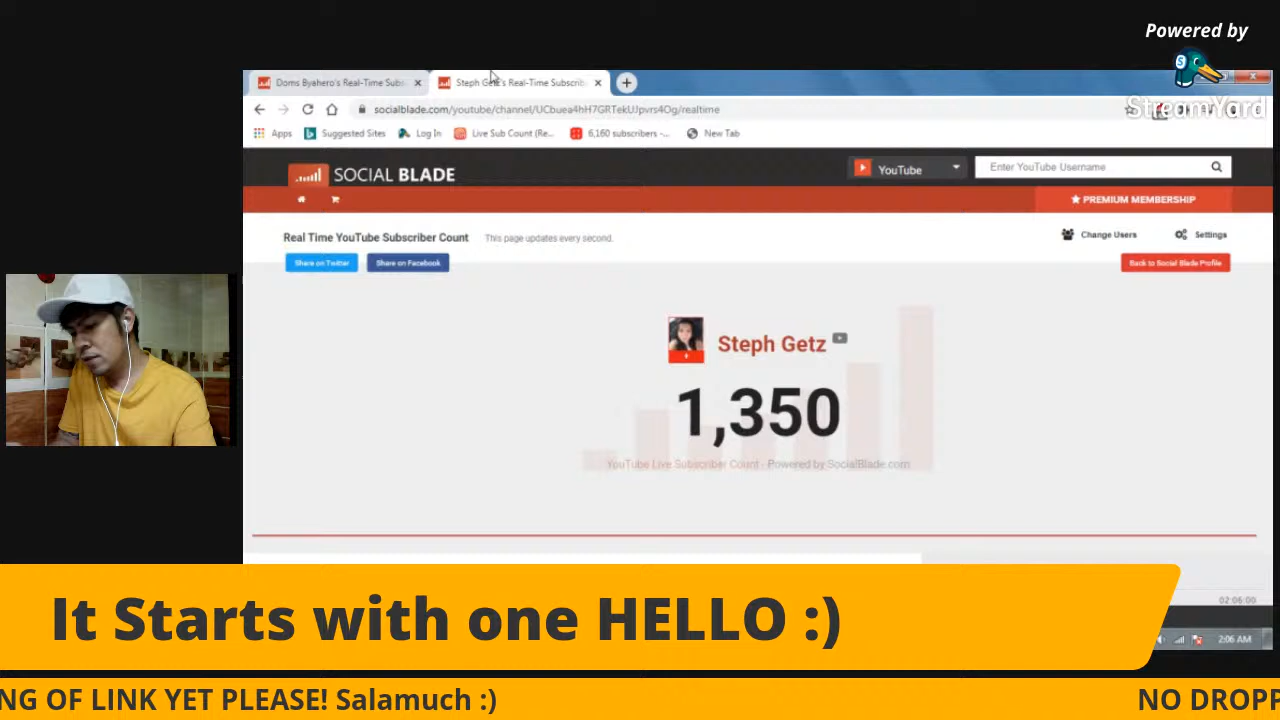 Powered by
StreamYard
Doms Byahero's Real-Time Subs
Steph Getz's Real-Time Subscrib
socialblade.com/youtube/channel/UCbuea4hH7GRTekUJpvrs4Og/realtime
Apps Suggested Sites Log In Live Sub Count (Re... 6,160 subscribers -... New Tab
SOCIAL BLADE
YouTube
Enter YouTube Username
PREMIUM MEMBERSHIP
Real Time YouTube Subscriber Count This page updates every second.
Change Users Settings
Share on Twitter Share on Facebook
Back to Social Blade Profile
Steph Getz
1,350
YouTube Live Subscriber Count - Powered by SocialBlade.com
02:06:00
It Starts with one HELLO :)
2:06 AM
NG OF LINK YET PLEASE! Salamuch :) NO DROPP